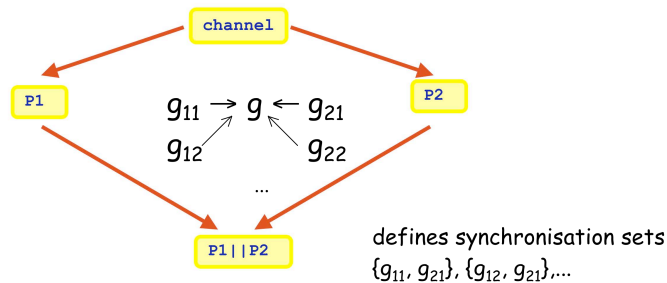 channel
P1
P2
g₁₁ → g ← g₂₁
g₁₂ g₂₂
...
P1||P2
defines synchronisation sets
{g₁₁, g₂₁}, {g₁₂, g₂₁},...